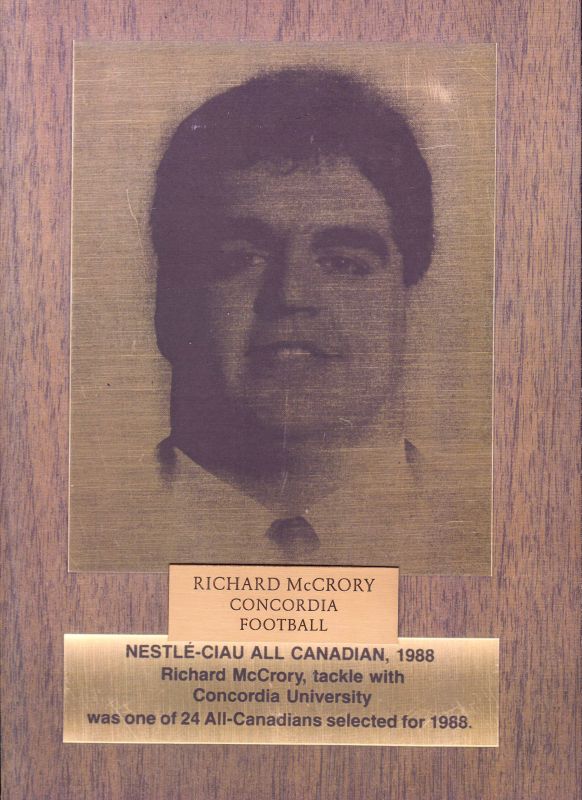 RICHARD McCRORY
CONCORDIA
FOOTBALL
NESTLÉ-CIAU ALL CANADIAN, 1988
Richard McCrory, tackle with
Concordia University
was one of 24 All-Canadians selected for 1988.